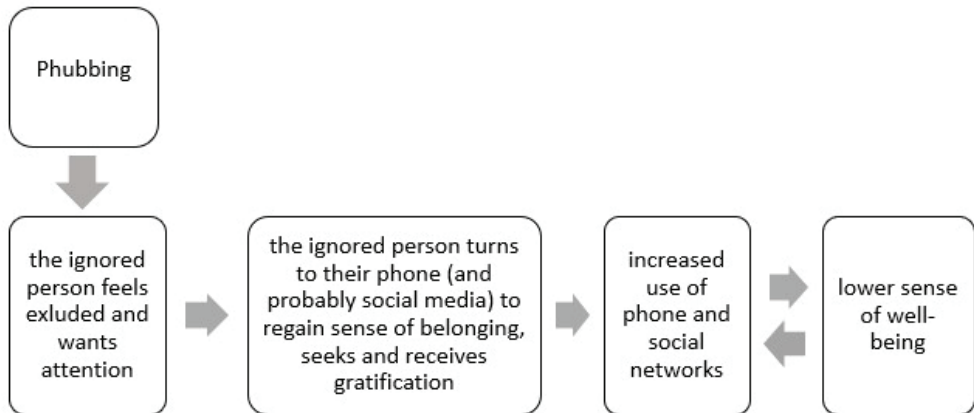 Phubbing
the ignored
person feels
exluded and
wants
attention
the ignored person turns
to their phone (and
probably social media) to
regain sense of belonging,
seeks and receives
gratification
increased
use of
phone and
social
networks
lower sense
of well-
being